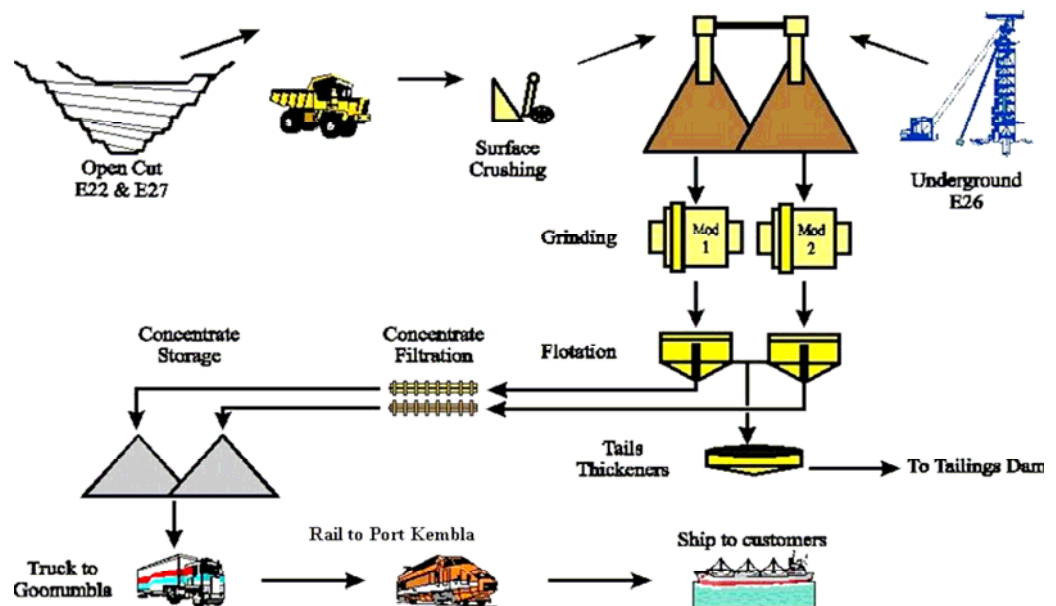 Open Cut
E22 & E27
Surface
Crushing
Underground
E26
Grinding
Mod
1
Mod
2
Concentrate
Storage
Concentrate
Filtration
Flotation
Tails
Thickeners
To Tailings Dam
Truck to
Goonumbla
Rail to Port Kembla
Ship to customers